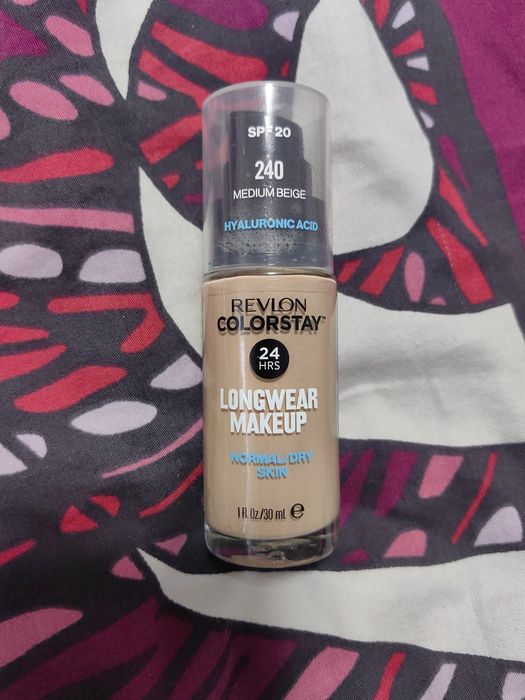 SPF 20
240
MEDIUM BEIGE
HYALURONIC ACID
REVLON
COLORSTAY™
24
HRS
LONGWEAR
MAKEUP
NORMAL/DRY
SKIN
1 fl.Oz/30 ml ℮